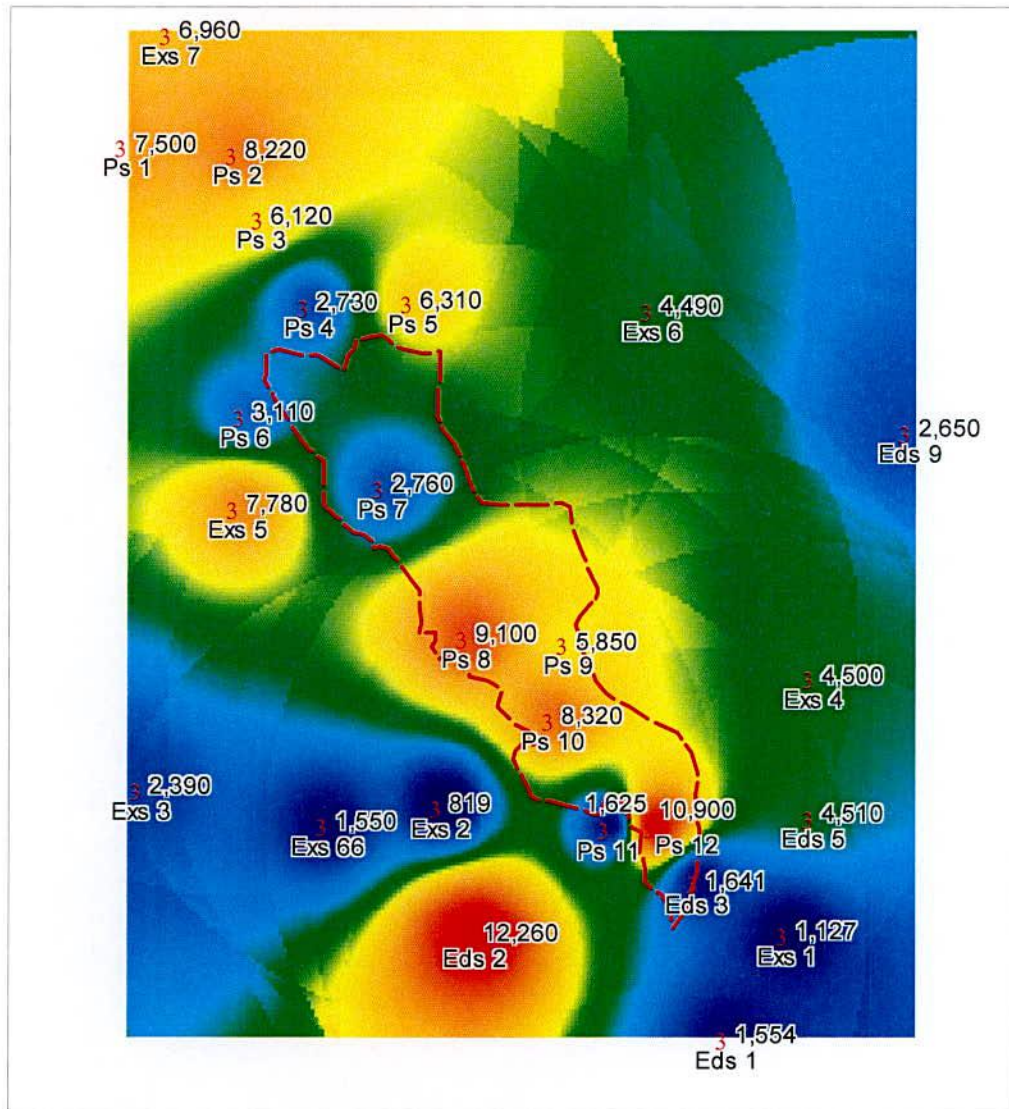 3 6,960
Exs 7
3 7,500
Ps 1
3 8,220
Ps 2
3 6,120
Ps 3
3 2,730
Ps 4
3 6,310
Ps 5
3 4,490
Exs 6
3 3,110
Ps 6
3 2,650
Eds 9
3 2,760
Ps 7
3 7,780
Exs 5
3 9,100
Ps 8
3 5,850
Ps 9
3 4,500
Exs 4
3 8,320
Ps 10
3 2,390
Exs 3
3 819
Exs 2
3 1,550
Exs 66
3 1,625
Ps 11
3 10,900
Ps 12
3 4,510
Eds 5
3 1,641
Eds 3
12,260
Eds 2
3 1,127
Exs 1
3 1,554
Eds 1